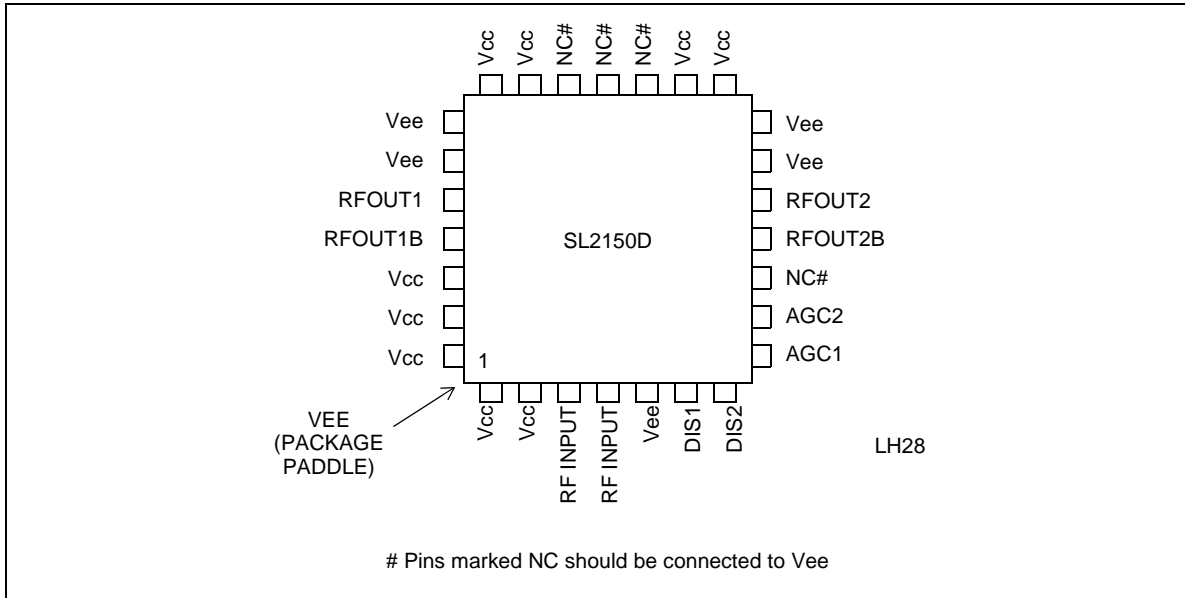 Vcc
Vcc
NC#
NC#
NC#
Vcc
Vcc
Vee
Vee
RFOUT1
RFOUT1B
Vcc
Vcc
Vcc
SL2150D
1
Vee
Vee
RFOUT2
RFOUT2B
NC#
AGC2
AGC1
Vcc
Vcc
RF INPUT
RF INPUT
Vee
DIS1
DIS2
VEE
(PACKAGE
PADDLE)
LH28
# Pins marked NC should be connected to Vee